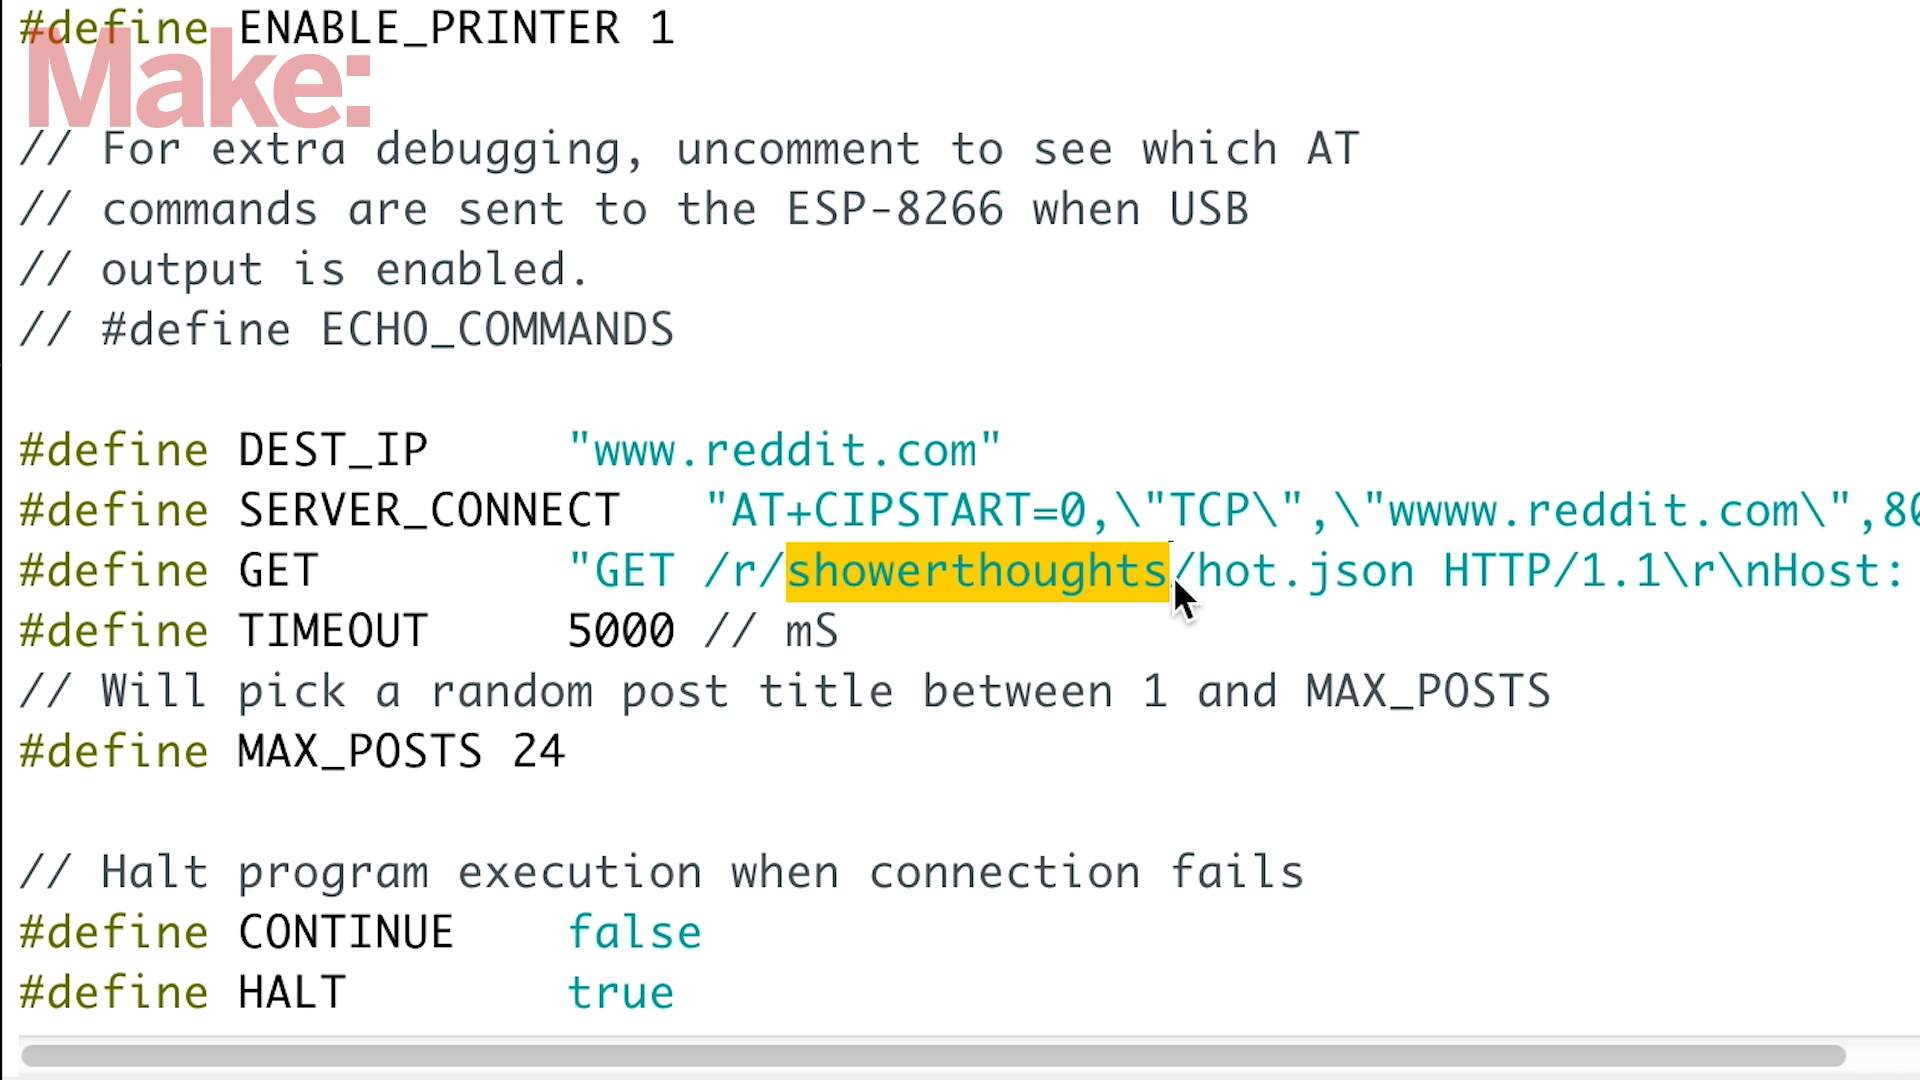 #define ENABLE_PRINTER 1
Make:
// For extra debugging, uncomment to see which AT
// commands are sent to the ESP-8266 when USB
// output is enabled.
// #define ECHO_COMMANDS
#define DEST_IP "www.reddit.com"
#define SERVER_CONNECT "AT+CIPSTART=0,\"TCP\",\"wwww.reddit.com\",80
#define GET "GET /r/showerthoughts/hot.json HTTP/1.1\r\nHost:
#define TIMEOUT 5000 // mS
// Will pick a random post title between 1 and MAX_POSTS
#define MAX_POSTS 24
// Halt program execution when connection fails
#define CONTINUE false
#define HALT true